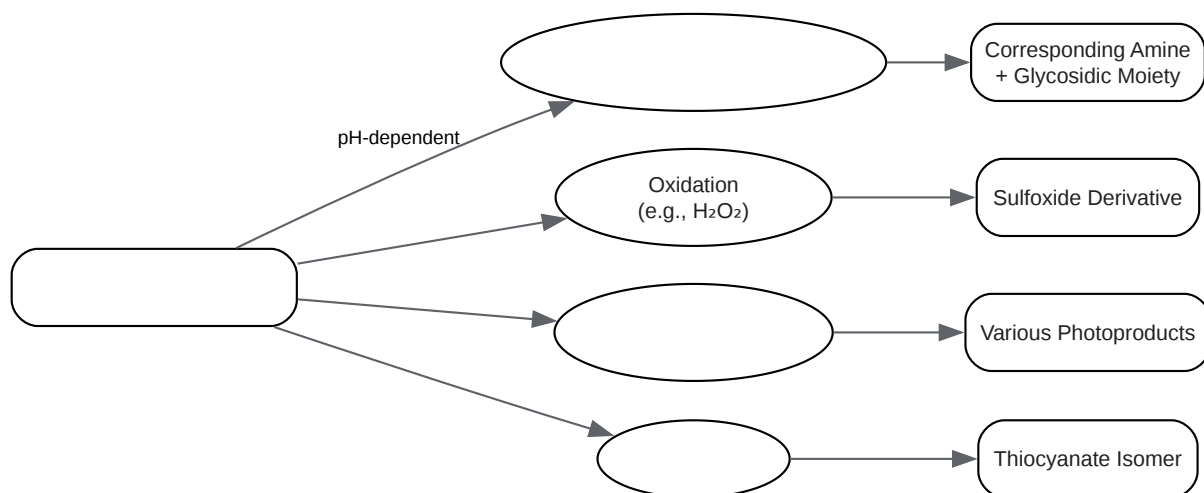 Corresponding Amine
+ Glycosidic Moiety
pH-dependent
Oxidation
(e.g., H₂O₂)
Sulfoxide Derivative
Various Photoproducts
Thiocyanate Isomer